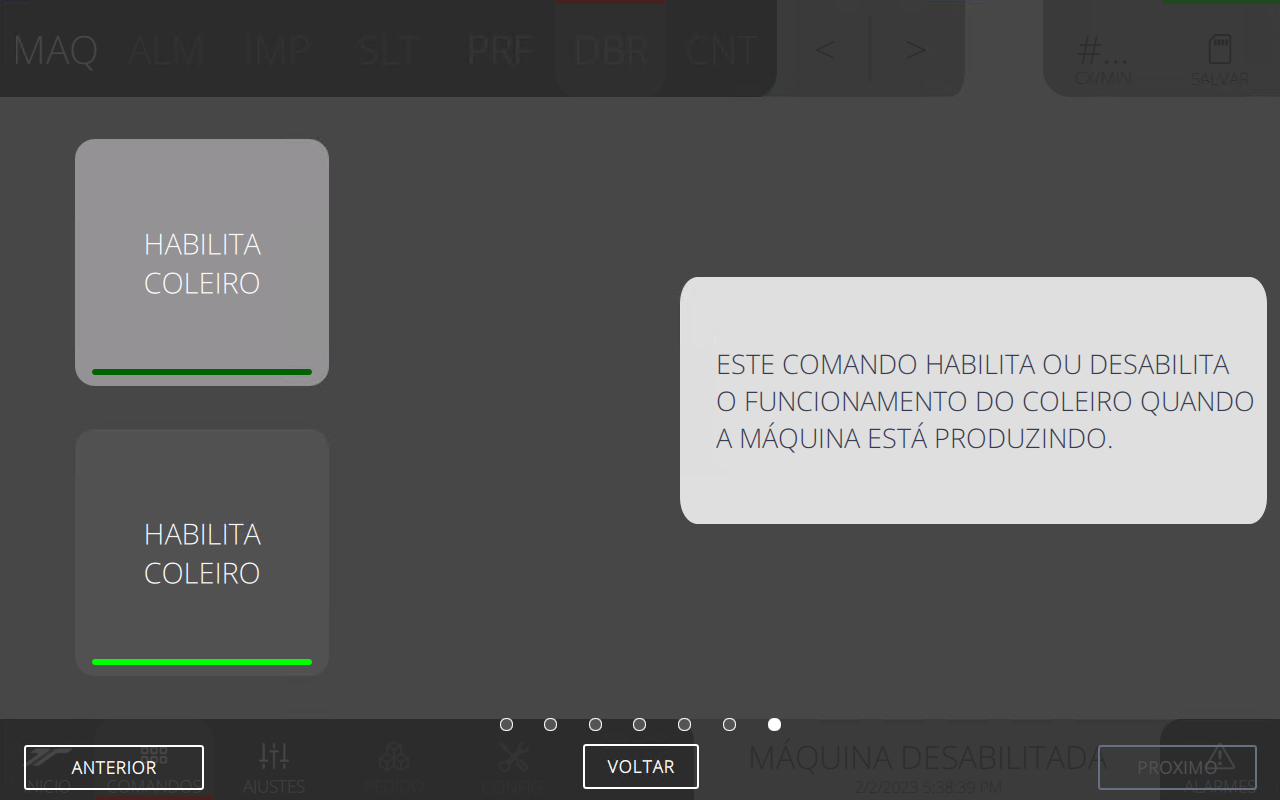 MAQ ALM IMP SLT PRF DBR CNT < > #...
CX/MIN SALVAR
HABILITA
COLEIRO
ESTE COMANDO HABILITA OU DESABILITA
O FUNCIONAMENTO DO COLEIRO QUANDO
A MÁQUINA ESTÁ PRODUZINDO.
HABILITA
COLEIRO
MÁQUINA DESABILITADA
ANTERIOR VOLTAR PROXIMO
INICIO COMANDOS AJUSTES PEDIDO CONFIG 2/2/2023 5:38:39 PM ALARMES